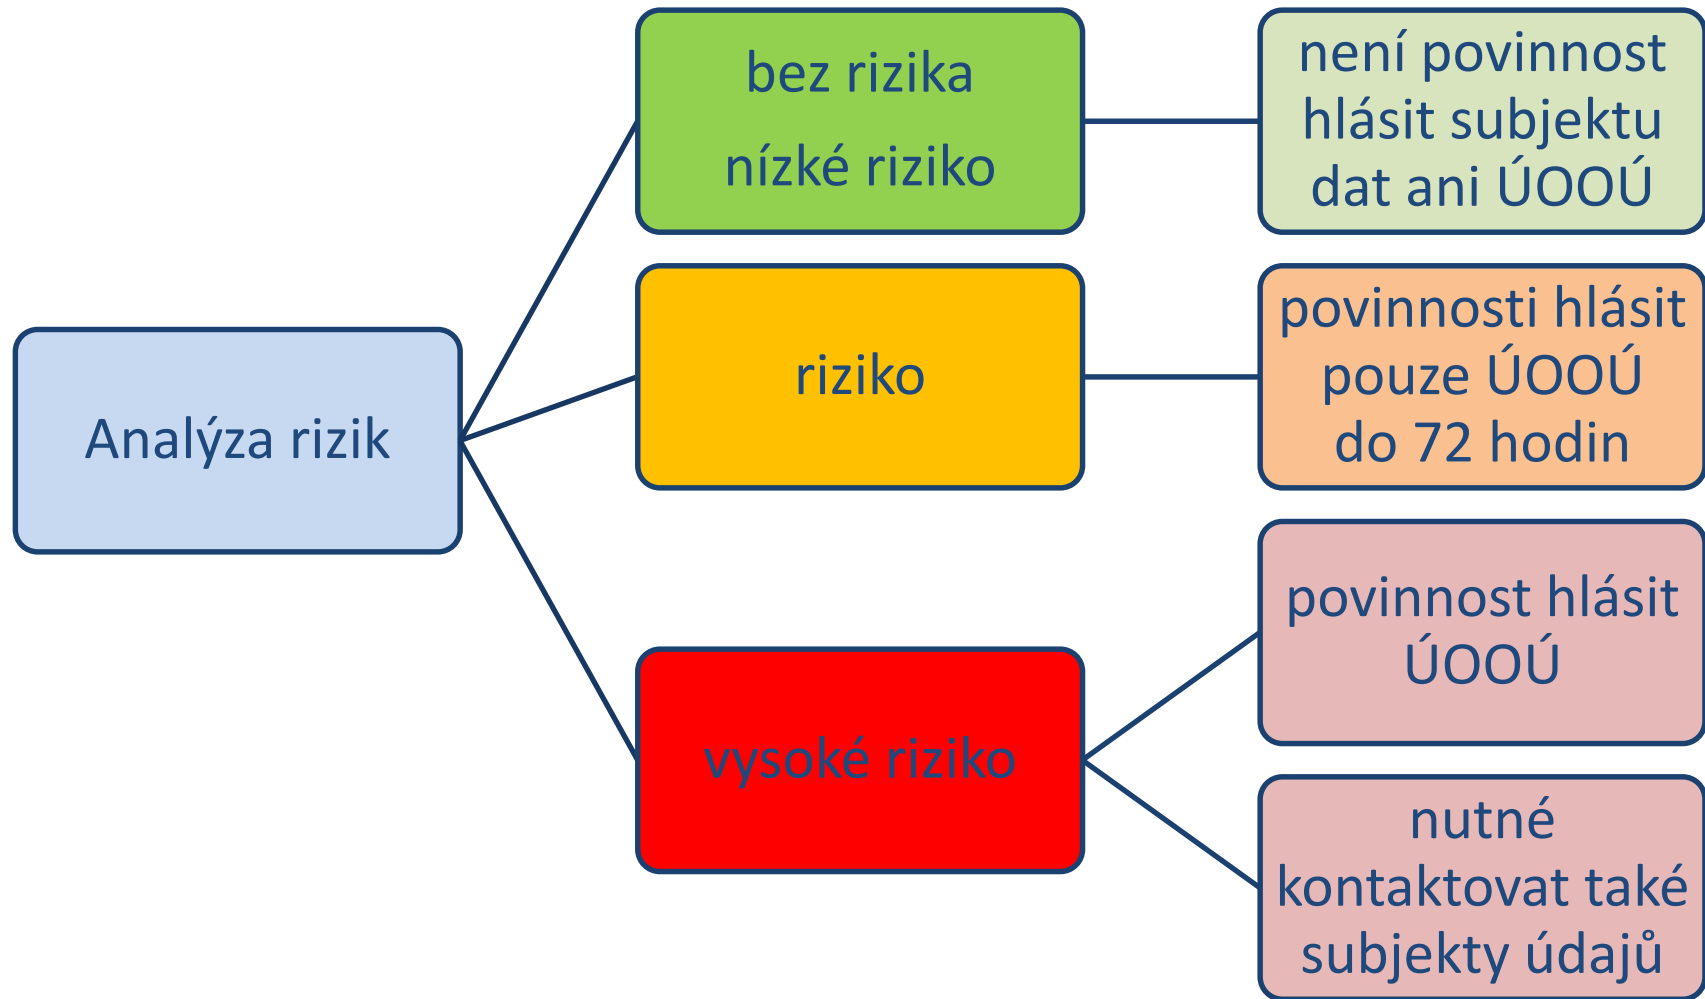 Analýza rizik
bez rizika
nízké riziko
není povinnost
hlásit subjektu
dat ani ÚOOÚ
riziko
povinnosti hlásit
pouze ÚOOÚ
do 72 hodin
vysoké riziko
povinnost hlásit
ÚOOÚ
nutné
kontaktovat také
subjekty údajů